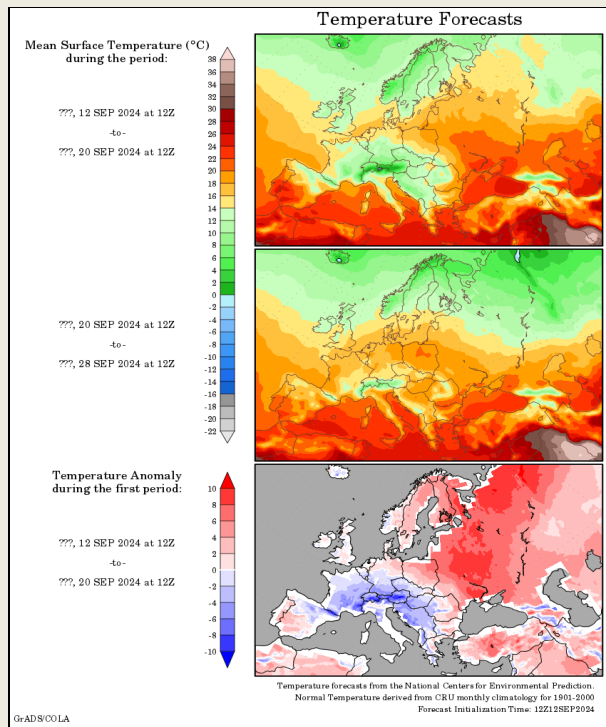 Temperature Forecasts
Mean Surface Temperature (°C)
during the period:
???, 12 SEP 2024 at 12Z
-to-
???, 20 SEP 2024 at 12Z
38
36
34
32
30
28
26
24
22
20
18
16
14
12
10
8
6
4
2
0
-2
-4
-6
-8
-10
-12
-14
-16
-18
-20
-22
???, 20 SEP 2024 at 12Z
-to-
???, 28 SEP 2024 at 12Z
Temperature Anomaly
during the first period:
???, 12 SEP 2024 at 12Z
-to-
???, 20 SEP 2024 at 12Z
10
8
6
4
2
0
-2
-4
-6
-8
-10
Temperature forecasts from the National Centers for Environmental Prediction.
Normal Temperature derived from CRU monthly climatology for 1901-2000
Forecast Initialization Time: 12Z12SEP2024
GrADS/COLA